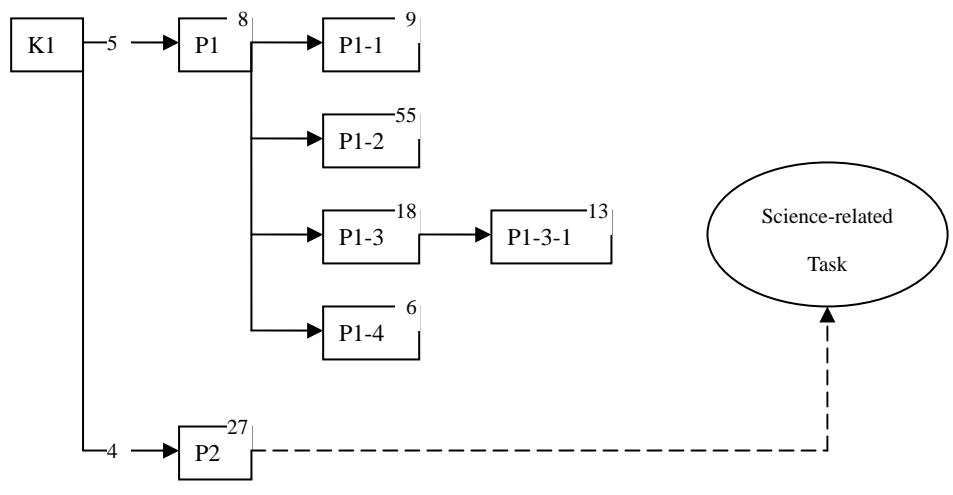 8
9
K1
5
P1
P1-1
55
P1-2
18
13
P1-3
P1-3-1
Science-related
Task
6
P1-4
27
4
P2